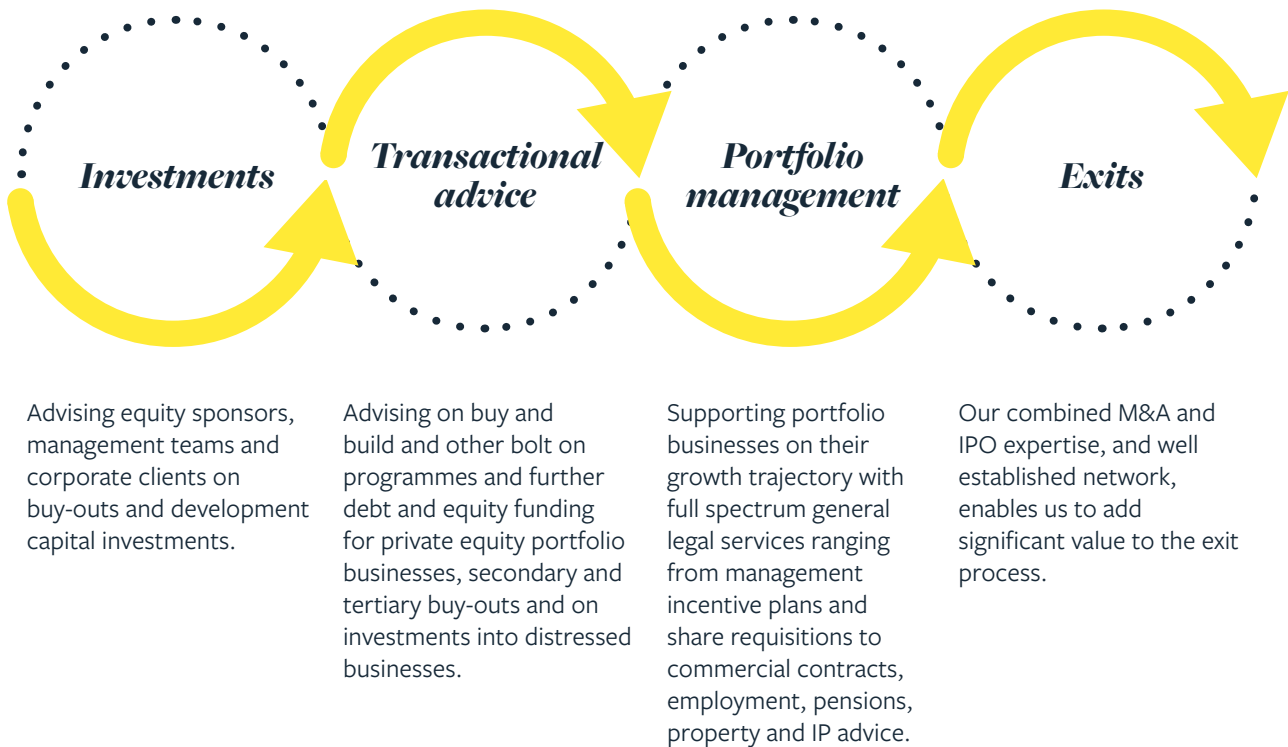 Investments
Transactional
advice
Portfolio
management
Exits
Advising equity sponsors,
management teams and
corporate clients on
buy-outs and development
capital investments.
Advising on buy and
build and other bolt on
programmes and further
debt and equity funding
for private equity portfolio
businesses, secondary and
tertiary buy-outs and on
investments into distressed
businesses.
Supporting portfolio
businesses on their
growth trajectory with
full spectrum general
legal services ranging
from management
incentive plans and
share requisitions to
commercial contracts,
employment, pensions,
property and IP advice.
Our combined M&A and
IPO expertise, and well
established network,
enables us to add
significant value to the exit
process.